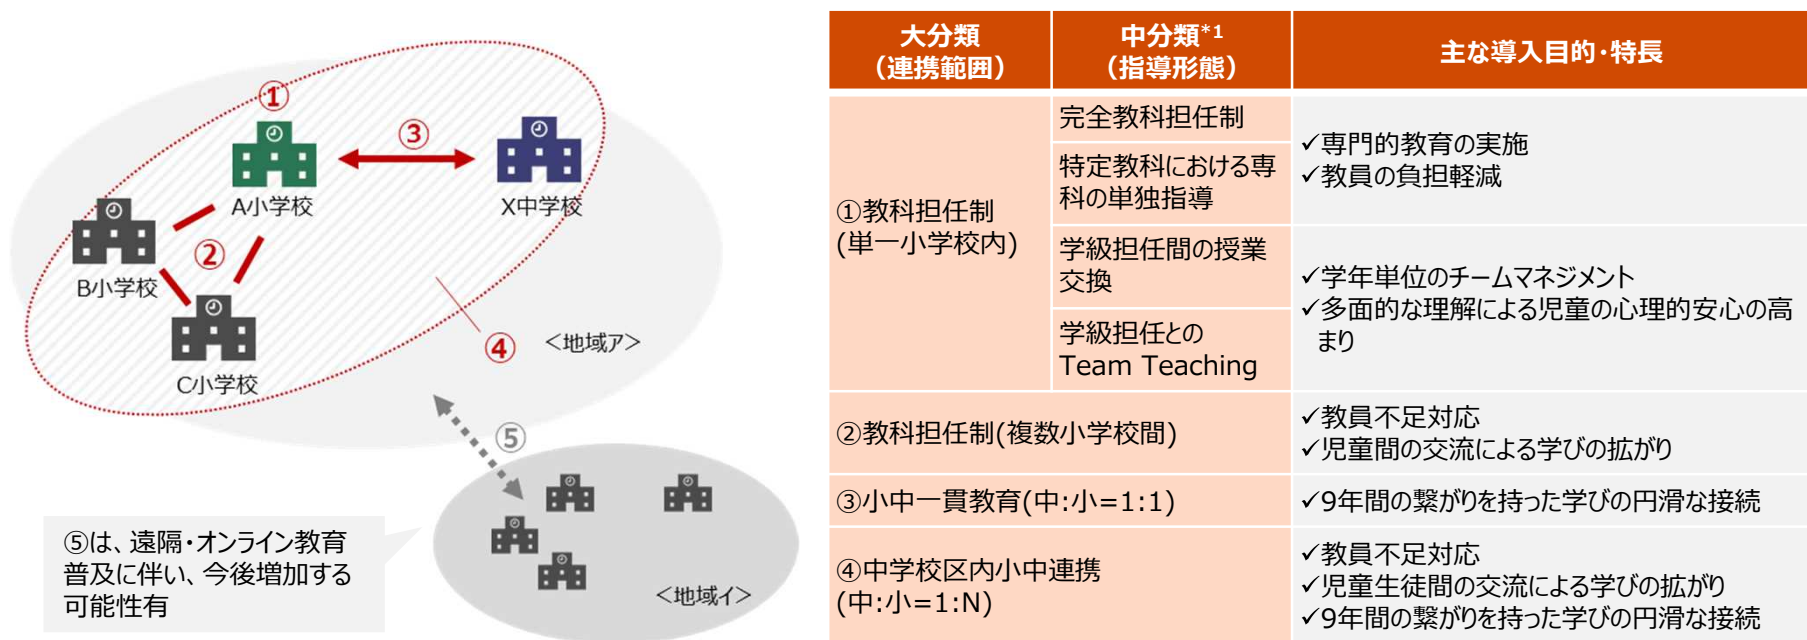 ①
③
A小学校
X中学校
②
B小学校
④
<地域ア>
C小学校
⑤
⑤は、遠隔・オンライン教育
普及に伴い、今後増加する
可能性有
<地域イ>
大分類
(連携範囲)
中分類*1
(指導形態)
主な導入目的・特長
①教科担任制
(単一小学校内)
完全教科担任制
特定教科における専
科の単独指導
✓専門的教育の実施
✓教員の負担軽減
学級担任間の授業
交換
学級担任との
Team Teaching
✓学年単位のチームマネジメント
✓多面的な理解による児童の心理的安心の高
まり
②教科担任制(複数小学校間)
✓教員不足対応
✓児童間の交流による学びの拡がり
③小中一貫教育(中:小=1:1)
✓9年間の繋がりを持った学びの円滑な接続
④中学校区内小中連携
(中:小=1:N)
✓教員不足対応
✓児童生徒間の交流による学びの拡がり
✓9年間の繋がりを持った学びの円滑な接続